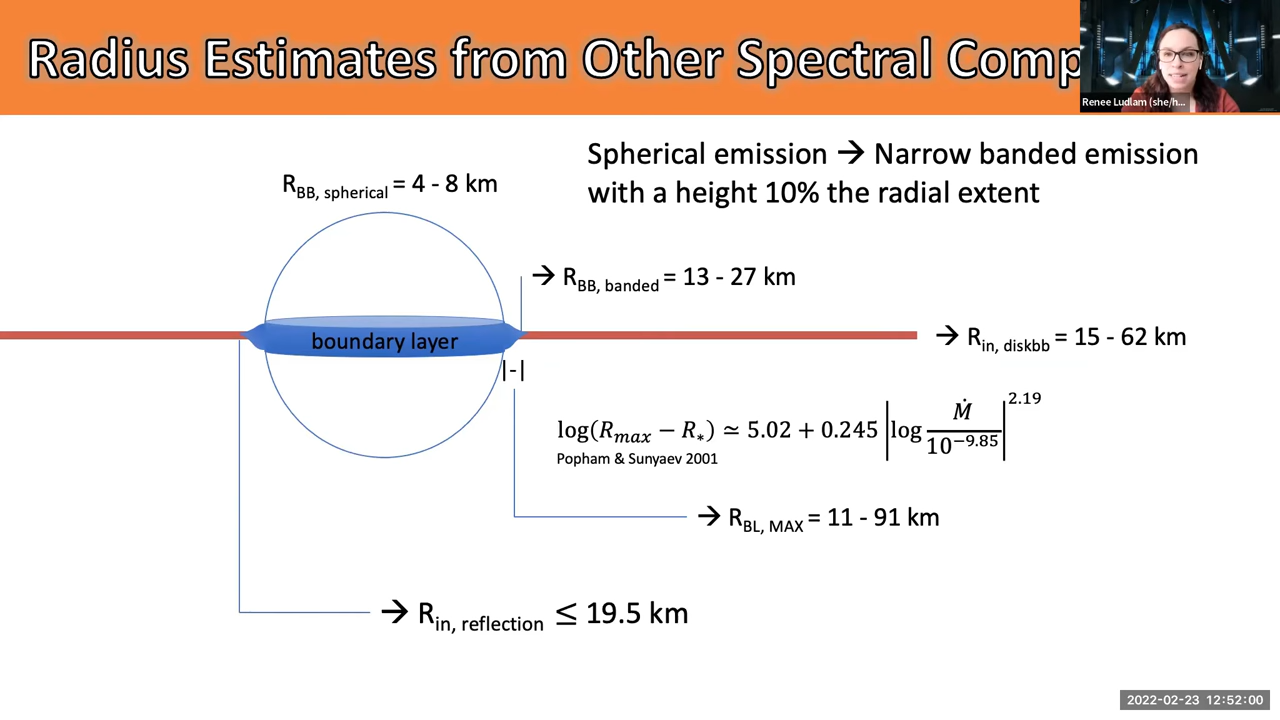 Radius Estimates from Other Spectral Comp
Renee Ludlam (she/h...
Spherical emission → Narrow banded emission
with a height 10% the radial extent
R_BB, spherical = 4 - 8 km
→ R_BB, banded = 13 - 27 km
boundary layer
→ R_in, diskbb = 15 - 62 km
|-|
log(R_max − R_*) ≃ 5.02 + 0.245 |log Ṁ / 10^−9.85|^2.19
Popham & Sunyaev 2001
→ R_BL, MAX = 11 - 91 km
→ R_in, reflection ≤ 19.5 km
2022-02-23 12:52:00